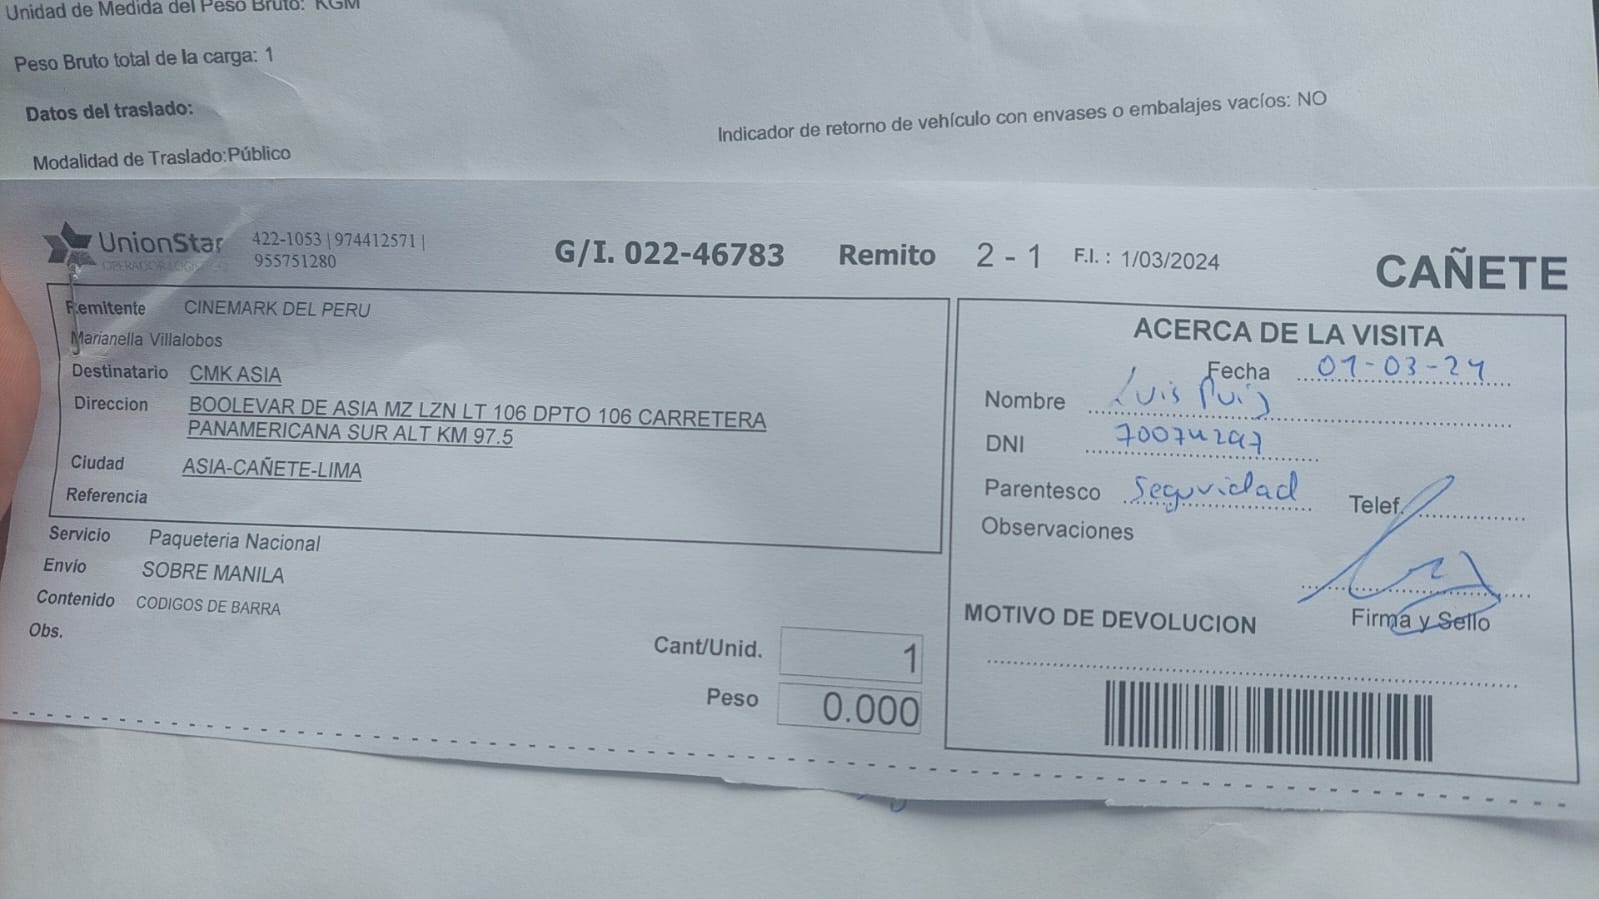 Unidad de Medida del Peso Bruto: KGM
Peso Bruto total de la carga: 1
Datos del traslado:
Indicador de retorno de vehículo con envases o embalajes vacíos: NO
Modalidad de Traslado:Público
UnionStar
OPERADOR LOGISTICO
422-1053 | 974412571 |
955751280
G/I. 022-46783
Remito 2 - 1
F.I. : 1/03/2024
CAÑETE
Remitente CINEMARK DEL PERU
Marianella Villalobos
Destinatario CMK ASIA
Direccion BOOLEVAR DE ASIA MZ LZN LT 106 DPTO 106 CARRETERA
PANAMERICANA SUR ALT KM 97.5
Ciudad ASIA-CAÑETE-LIMA
Referencia
Servicio Paqueteria Nacional
Envio SOBRE MANILA
Contenido CODIGOS DE BARRA
Obs.
Cant/Unid. 1
Peso 0.000
ACERCA DE LA VISITA
Fecha 01-03-24
Nombre Luis Ruiz
DNI 70074297
Parentesco Seguridad
Telef.
Observaciones
Firma y Sello
MOTIVO DE DEVOLUCION